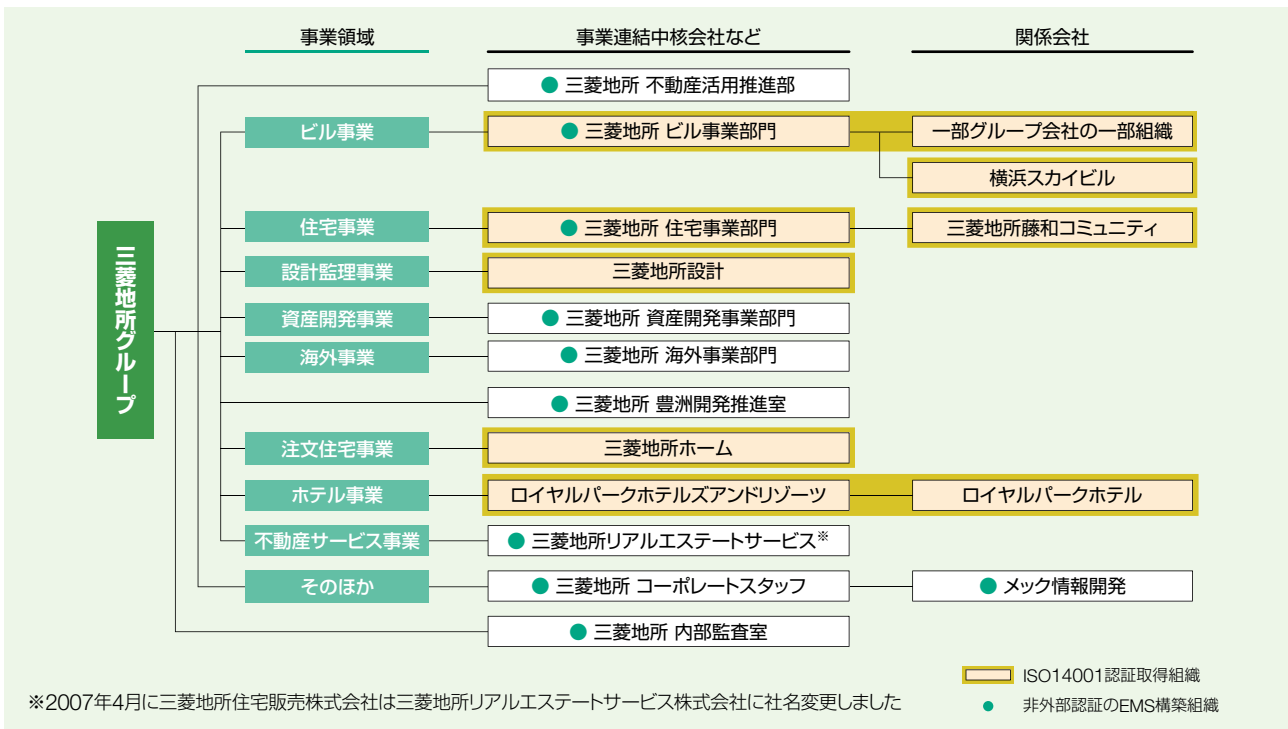 事業領域
事業連結中核会社など
関係会社
三菱地所グループ
● 三菱地所 不動産活用推進部
ビル事業
● 三菱地所 ビル事業部門
一部グループ会社の一部組織
横浜スカイビル
住宅事業
● 三菱地所 住宅事業部門
三菱地所藤和コミュニティ
設計監理事業
三菱地所設計
資産開発事業
● 三菱地所 資産開発事業部門
海外事業
● 三菱地所 海外事業部門
● 三菱地所 豊洲開発推進室
注文住宅事業
三菱地所ホーム
ホテル事業
ロイヤルパークホテルズアンドリゾーツ
ロイヤルパークホテル
不動産サービス事業
● 三菱地所リアルエステートサービス※
そのほか
● 三菱地所 コーポレートスタッフ
● メック情報開発
● 三菱地所 内部監査室
ISO14001認証取得組織
● 非外部認証のEMS構築組織
※2007年4月に三菱地所住宅販売株式会社は三菱地所リアルエステートサービス株式会社に社名変更しました